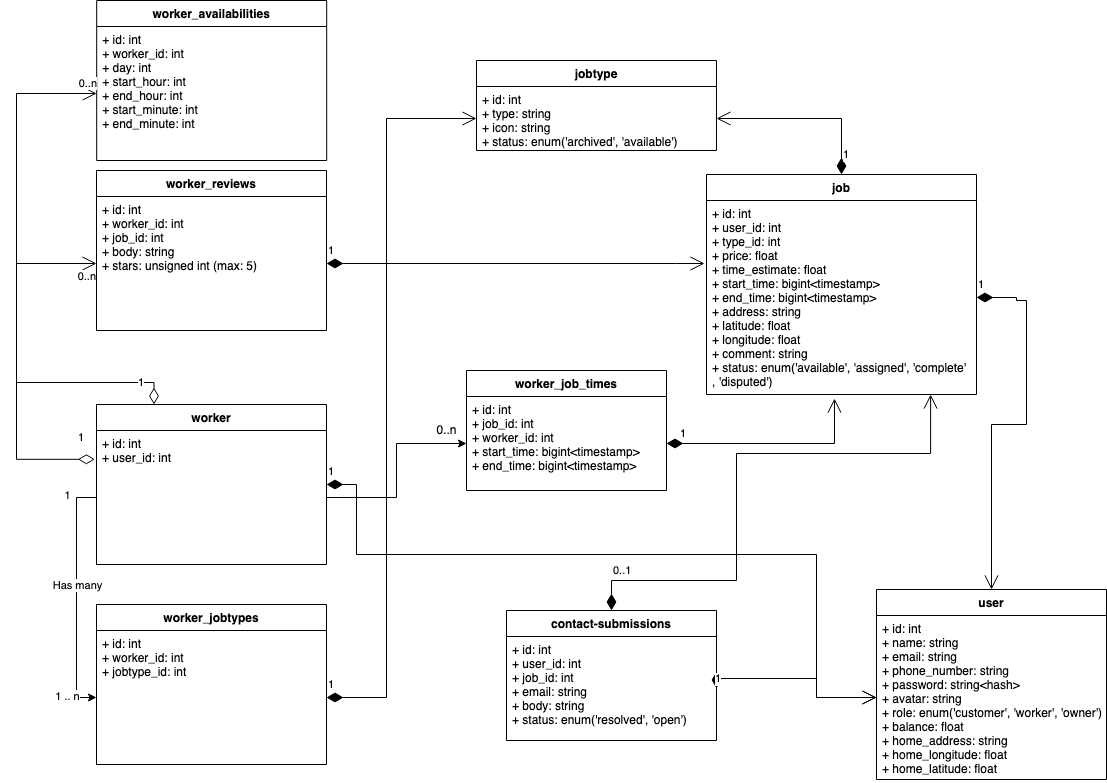 worker_availabilities
+ id: int
+ worker_id: int
+ day: int
+ start_hour: int
+ end_hour: int
+ start_minute: int
+ end_minute: int
0..n
worker_reviews
+ id: int
+ worker_id: int
+ job_id: int
+ body: string
+ stars: unsigned int (max: 5)
0..n
1
jobtype
+ id: int
+ type: string
+ icon: string
+ status: enum('archived', 'available')
1
job
+ id: int
+ user_id: int
+ type_id: int
+ price: float
+ time_estimate: float
+ start_time: bigint<timestamp>
+ end_time: bigint<timestamp>
+ address: string
+ latitude: float
+ longitude: float
+ comment: string
+ status: enum('available', 'assigned', 'complete'
, 'disputed')
1
1
worker
+ id: int
+ user_id: int
1
1
1
worker_job_times
+ id: int
+ job_id: int
+ worker_id: int
+ start_time: bigint<timestamp>
+ end_time: bigint<timestamp>
0..n
1
Has many
worker_jobtypes
+ id: int
+ worker_id: int
+ jobtype_id: int
1 .. n
1
0..1
contact-submissions
+ id: int
+ user_id: int
+ job_id: int
+ email: string
+ body: string
+ status: enum('resolved', 'open')
1
user
+ id: int
+ name: string
+ email: string
+ phone_number: string
+ password: string<hash>
+ avatar: string
+ role: enum('customer', 'worker', 'owner')
+ balance: float
+ home_address: string
+ home_longitude: float
+ home_latitude: float